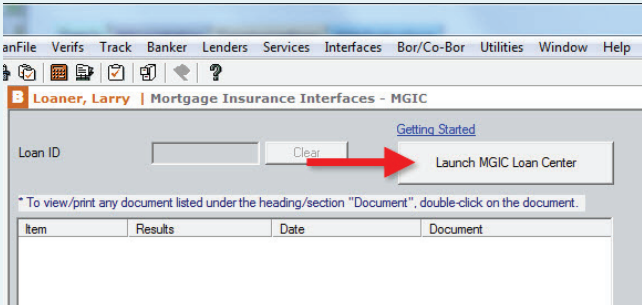 anFile Verifs Track Banker Lenders Services Interfaces Bor/Co-Bor Utilities Window Help
B Loaner, Larry | Mortgage Insurance Interfaces - MGIC
Getting Started
Loan ID Clear Launch MGIC Loan Center
* To view/print any document listed under the heading/section "Document", double-click on the document.
Item Results Date Document